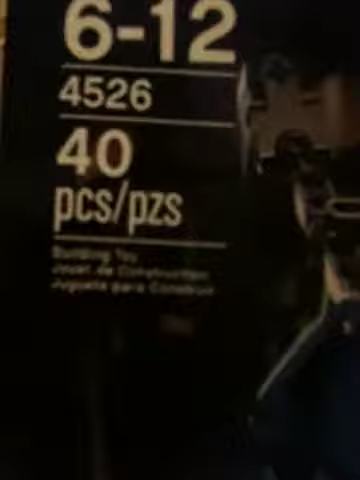 6-12
4526
40
pcs/pzs
Building Toy
Jouet de Construction
Juguete para Construir